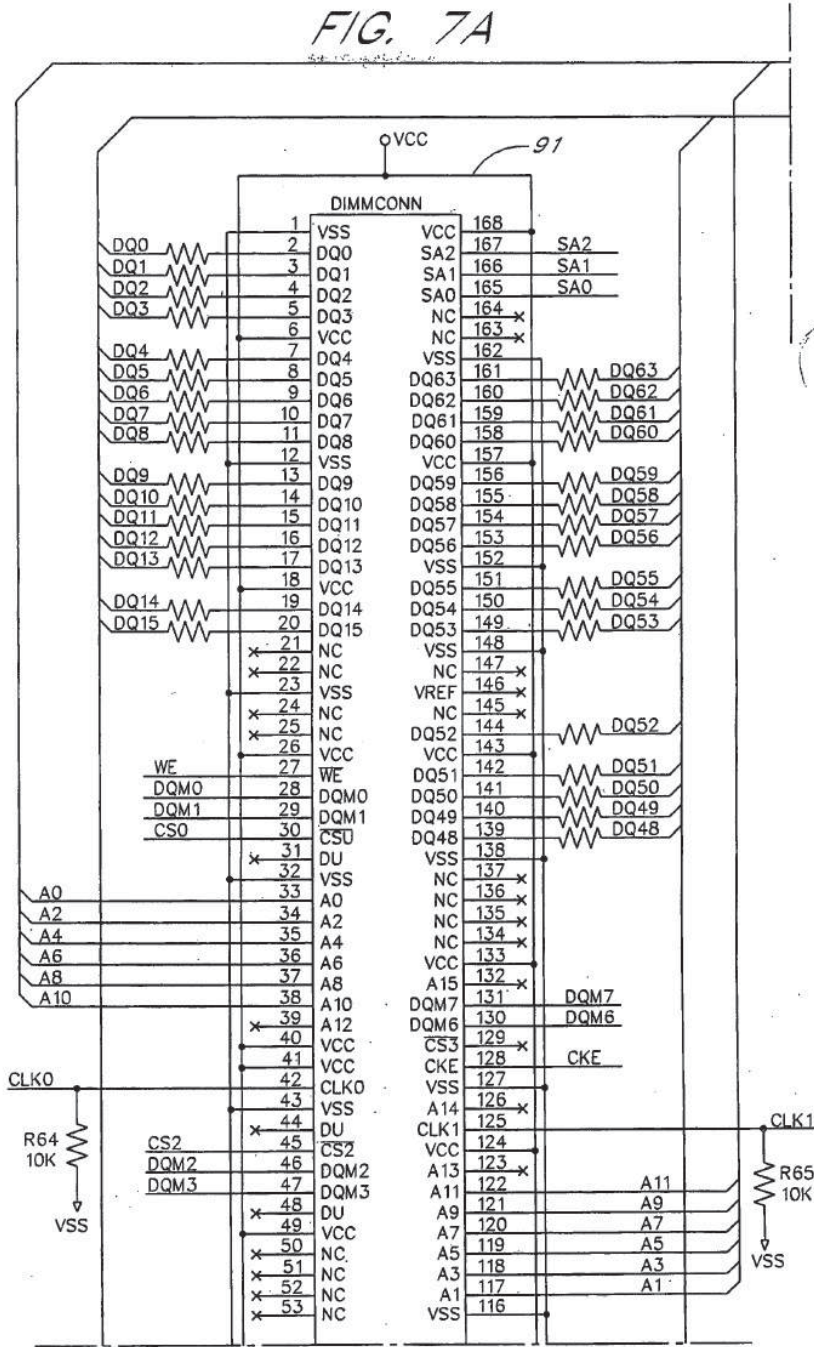 FIG. 7A
VCC
91
DIMMCONN
1 VSS VCC 168
DQ0 2 DQ0 SA2 167 SA2
DQ1 3 DQ1 SA1 166 SA1
DQ2 4 DQ2 SA0 165 SA0
DQ3 5 DQ3 NC 164
6 VCC NC 163
DQ4 7 DQ4 VSS 162
DQ5 8 DQ5 DQ63 161 DQ63
DQ6 9 DQ6 DQ62 160 DQ62
DQ7 10 DQ7 DQ61 159 DQ61
DQ8 11 DQ8 DQ60 158 DQ60
12 VSS VCC 157
DQ9 13 DQ9 DQ59 156 DQ59
DQ10 14 DQ10 DQ58 155 DQ58
DQ11 15 DQ11 DQ57 154 DQ57
DQ12 16 DQ12 DQ56 153 DQ56
DQ13 17 DQ13 VSS 152
18 VCC DQ55 151 DQ55
DQ14 19 DQ14 DQ54 150 DQ54
DQ15 20 DQ15 DQ53 149 DQ53
21 NC VSS 148
22 NC NC 147
23 VSS VREF 146
24 NC NC 145
25 NC DQ52 144 DQ52
26 VCC VCC 143
WE 27 WE DQ51 142 DQ51
DQM0 28 DQM0 DQ50 141 DQ50
DQM1 29 DQM1 DQ49 140 DQ49
CS0 30 CSU DQ48 139 DQ48
31 DU VSS 138
32 VSS NC 137
A0 33 A0 NC 136
A2 34 A2 NC 135
A4 35 A4 NC 134
A6 36 A6 VCC 133
A8 37 A8 A15 132
A10 38 A10 DQM7 131 DQM7
39 A12 DQM6 130 DQM6
40 VCC CS3 129
41 VCC CKE 128 CKE
CLK0 42 CLK0 VSS 127
43 VSS A14 126
44 DU CLK1 125 CLK1
CS2 45 CS2 VCC 124
DQM2 46 DQM2 A13 123
DQM3 47 DQM3 A11 122 A11
48 DU A9 121 A9
49 VCC A7 120 A7
50 NC A5 119 A5
51 NC A3 118 A3
52 NC A1 117 A1
53 NC VSS 116
R64
10K
VSS
R65
10K
VSS